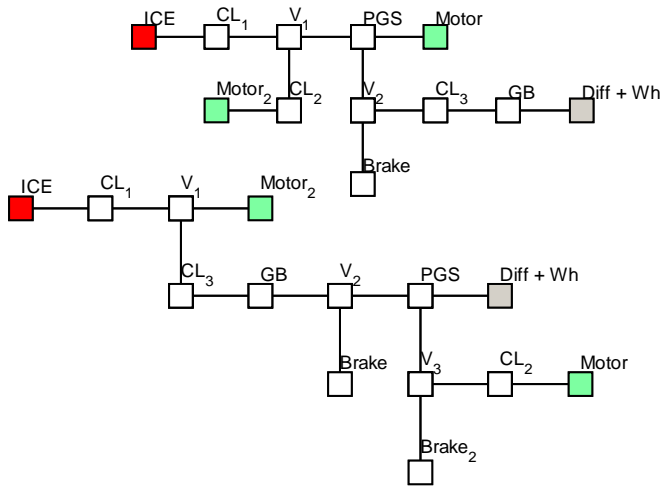 ICE CL₁ V₁ PGS Motor
Motor₂ CL₂ V₂ CL₃ GB Diff + Wh
Brake
ICE CL₁ V₁ Motor₂
CL₃ GB V₂ PGS Diff + Wh
Brake V₃ CL₂ Motor
Brake₂